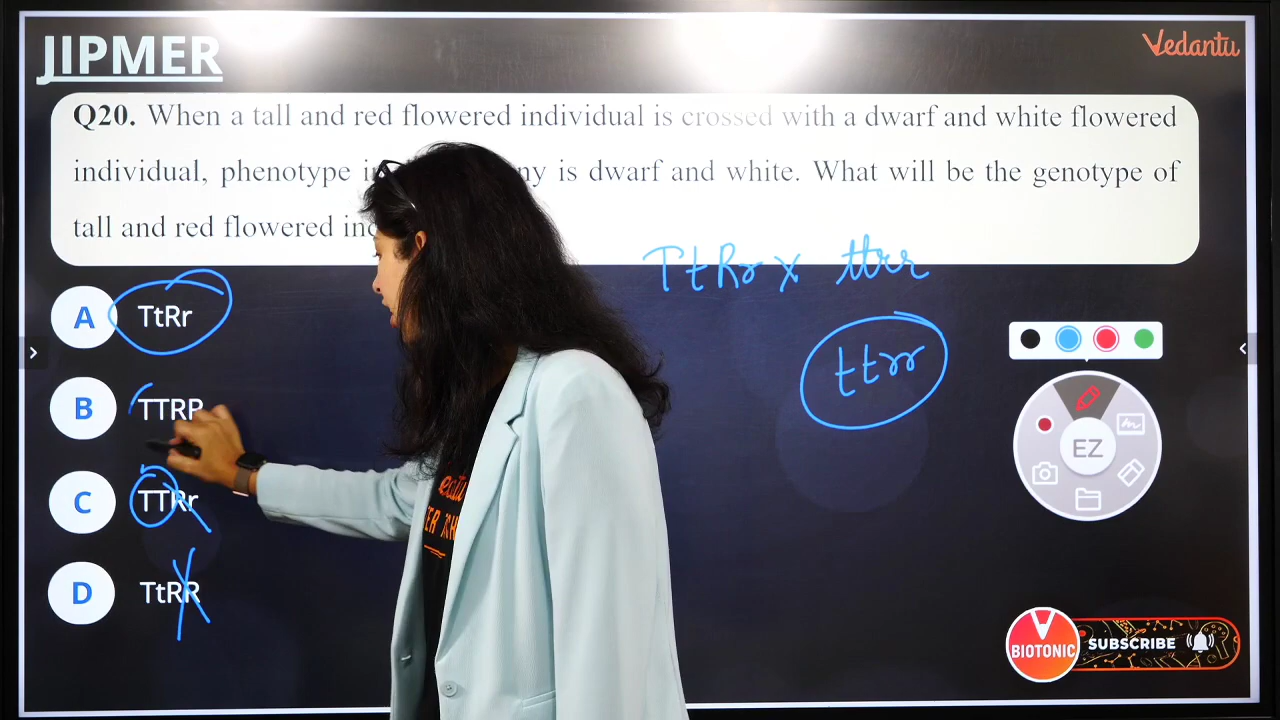 JIPMER
Vedantu
Q20. When a tall and red flowered individual is crossed with a dwarf and white flowered
individual, phenotype is dwarf and white. What will be the genotype of
tall and red flowered
TtRr x ttrr
A TtRr
ttrr
B TTRR
EZ
C TTRr
D TtRR
BIOTONIC
SUBSCRIBE